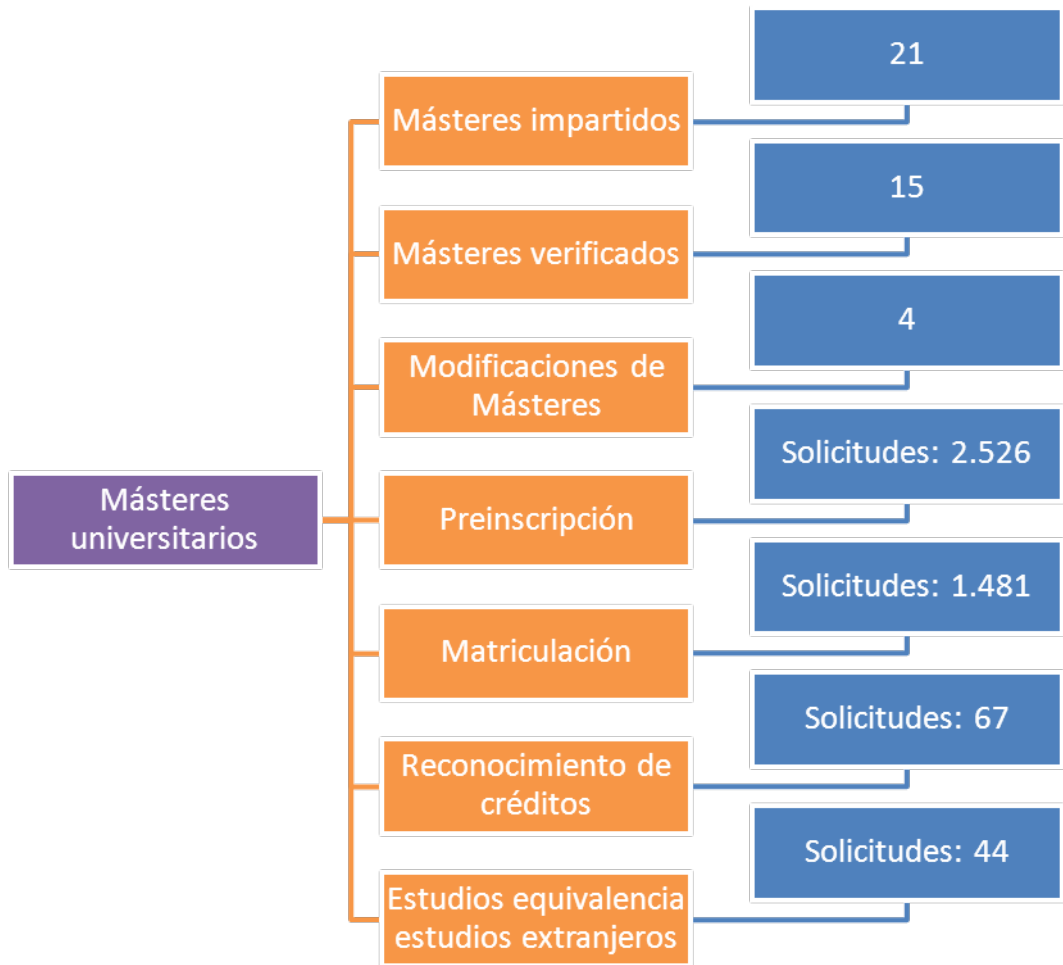 Másteres
universitarios
Másteres impartidos
21
Másteres verificados
15
Modificaciones de
Másteres
4
Preinscripción
Solicitudes: 2.526
Matriculación
Solicitudes: 1.481
Reconocimiento de
créditos
Solicitudes: 67
Estudios equivalencia
estudios extranjeros
Solicitudes: 44